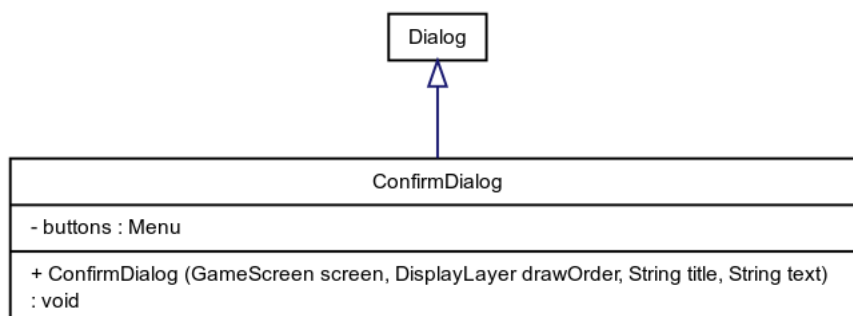 Dialog
ConfirmDialog
- buttons : Menu
+ ConfirmDialog (GameScreen screen, DisplayLayer drawOrder, String title, String text)
: void